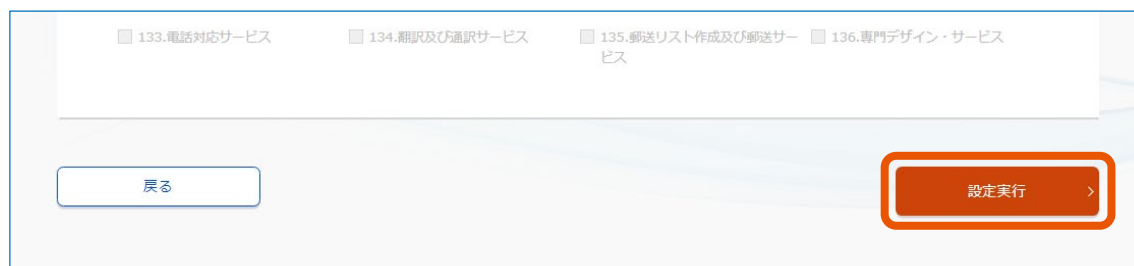 133.電話対応サービス 134.翻訳及び通訳サービス 135.郵送リスト作成及び郵送サー 136.専門デザイン・サービス
ビス
戻る 設定実行